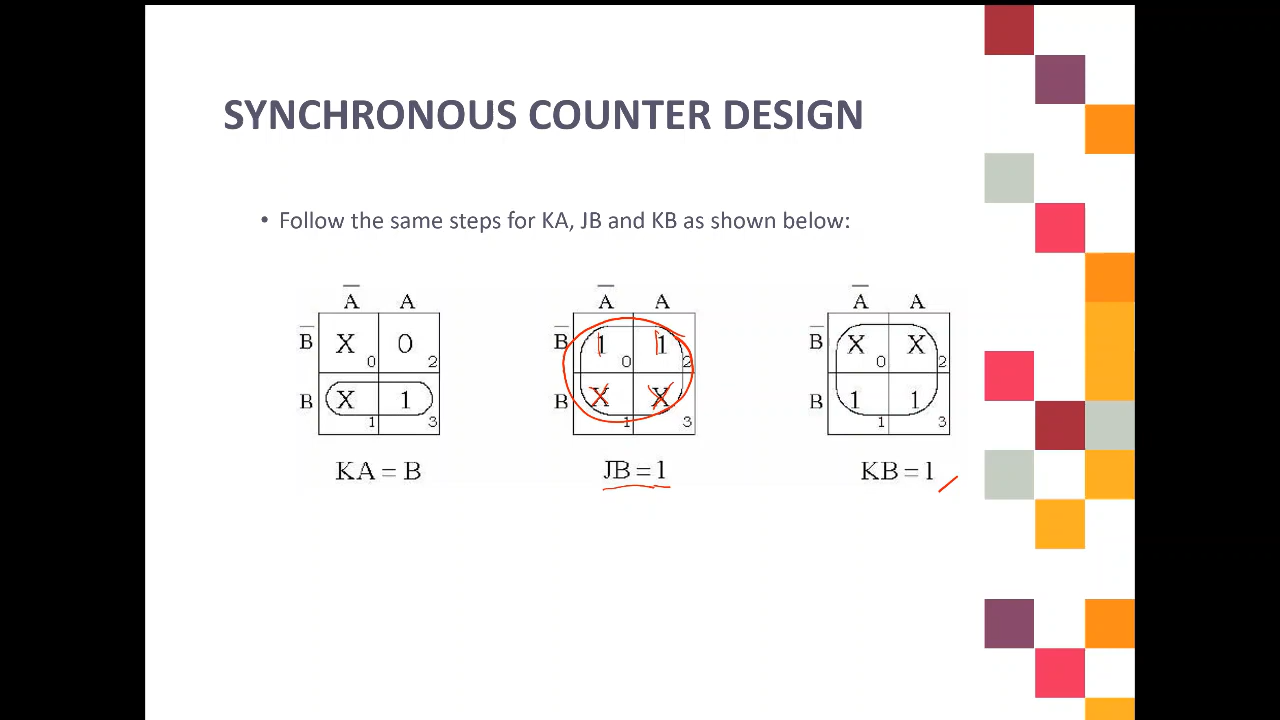 SYNCHRONOUS COUNTER DESIGN
• Follow the same steps for KA, JB and KB as shown below:
A̅ A
B̅ X 0 0 2
B X 1 1 3
KA = B
A̅ A
B̅ 1 0 1 2
B X 1 X 3
JB = 1
A̅ A
B̅ X 0 X 2
B 1 1 1 3
KB = 1